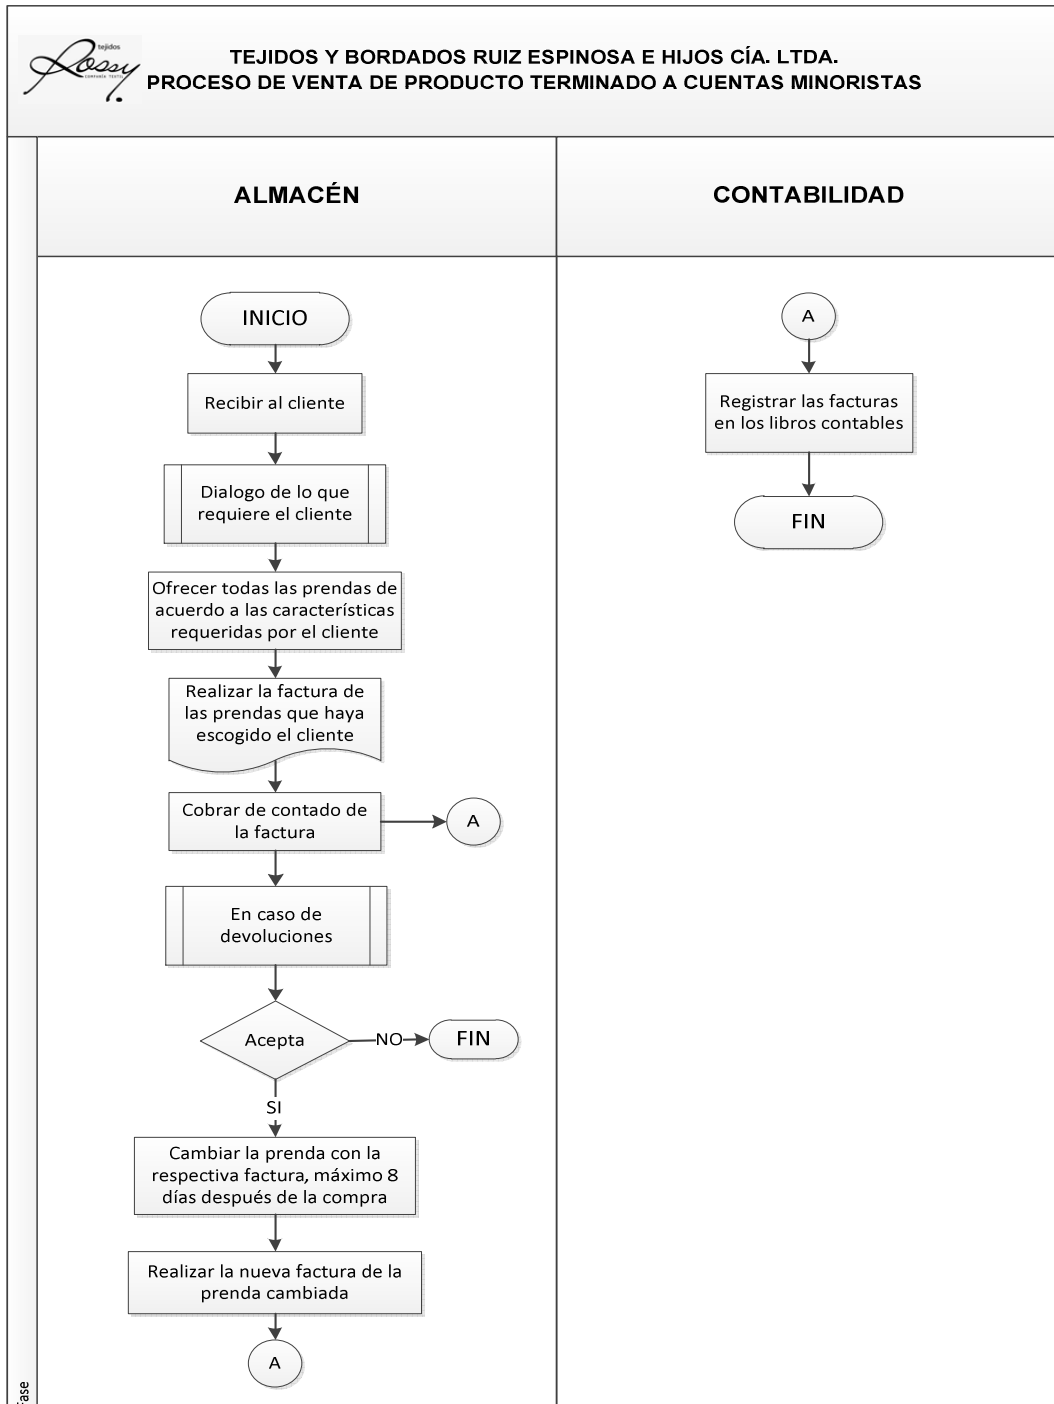 tejidos
Rossy
COMPAÑÍA TEXTIL
TEJIDOS Y BORDADOS RUIZ ESPINOSA E HIJOS CÍA. LTDA.
PROCESO DE VENTA DE PRODUCTO TERMINADO A CUENTAS MINORISTAS
ALMACÉN
CONTABILIDAD
INICIO
Recibir al cliente
Dialogo de lo que
requiere el cliente
Ofrecer todas las prendas de
acuerdo a las características
requeridas por el cliente
Realizar la factura de
las prendas que haya
escogido el cliente
Cobrar de contado de
la factura
A
En caso de
devoluciones
Acepta
NO
FIN
SI
Cambiar la prenda con la
respectiva factura, máximo 8
días después de la compra
Realizar la nueva factura de la
prenda cambiada
A
A
Registrar las facturas
en los libros contables
FIN
Fase